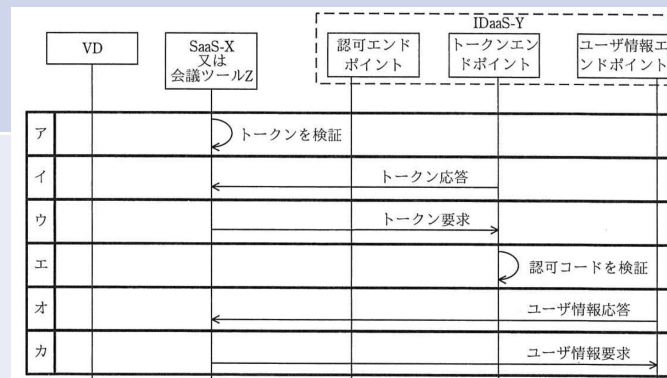 IDaaS-Y
VD
SaaS-X
又は
会議ツールZ
認可エンド
ポイント
トークンエン
ドポイント
ユーザ情報エ
ンドポイント
ア
トークンを検証
イ
トークン応答
ウ
トークン要求
エ
認可コードを検証
オ
ユーザ情報応答
カ
ユーザ情報要求